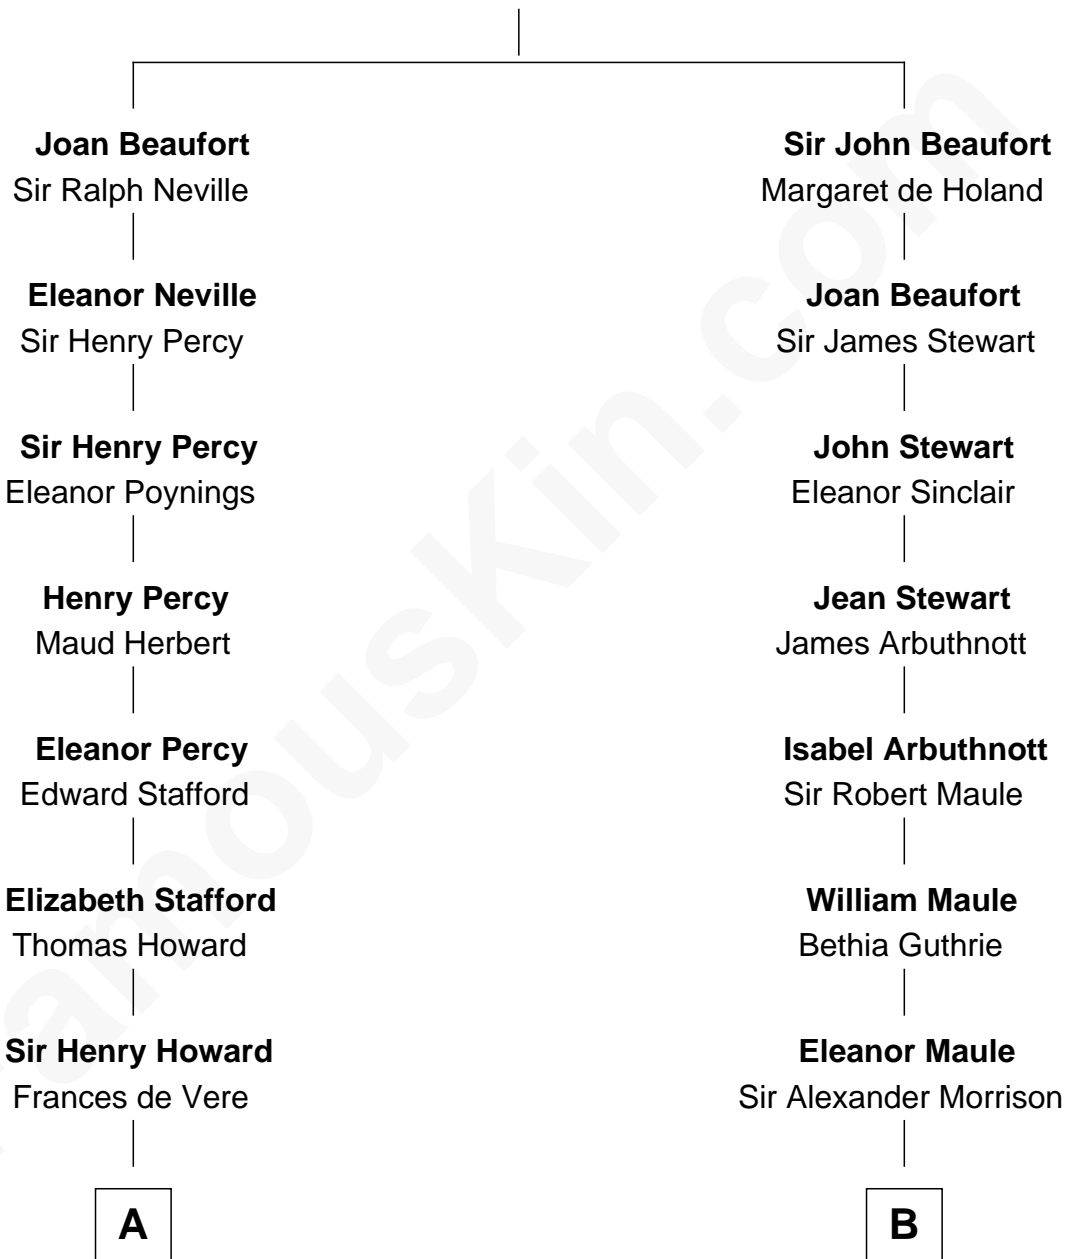 Joan Beaufort
Sir Ralph Neville
Eleanor Neville
Sir Henry Percy
Sir Henry Percy
Eleanor Poynings
Henry Percy
Maud Herbert
Eleanor Percy
Edward Stafford
Elizabeth Stafford
Thomas Howard
Sir Henry Howard
Frances de Vere
A
Sir John Beaufort
Margaret de Holand
Joan Beaufort
Sir James Stewart
John Stewart
Eleanor Sinclair
Jean Stewart
James Arbuthnott
Isabel Arbuthnott
Sir Robert Maule
William Maule
Bethia Guthrie
Eleanor Maule
Sir Alexander Morrison
B
FamousKin.com